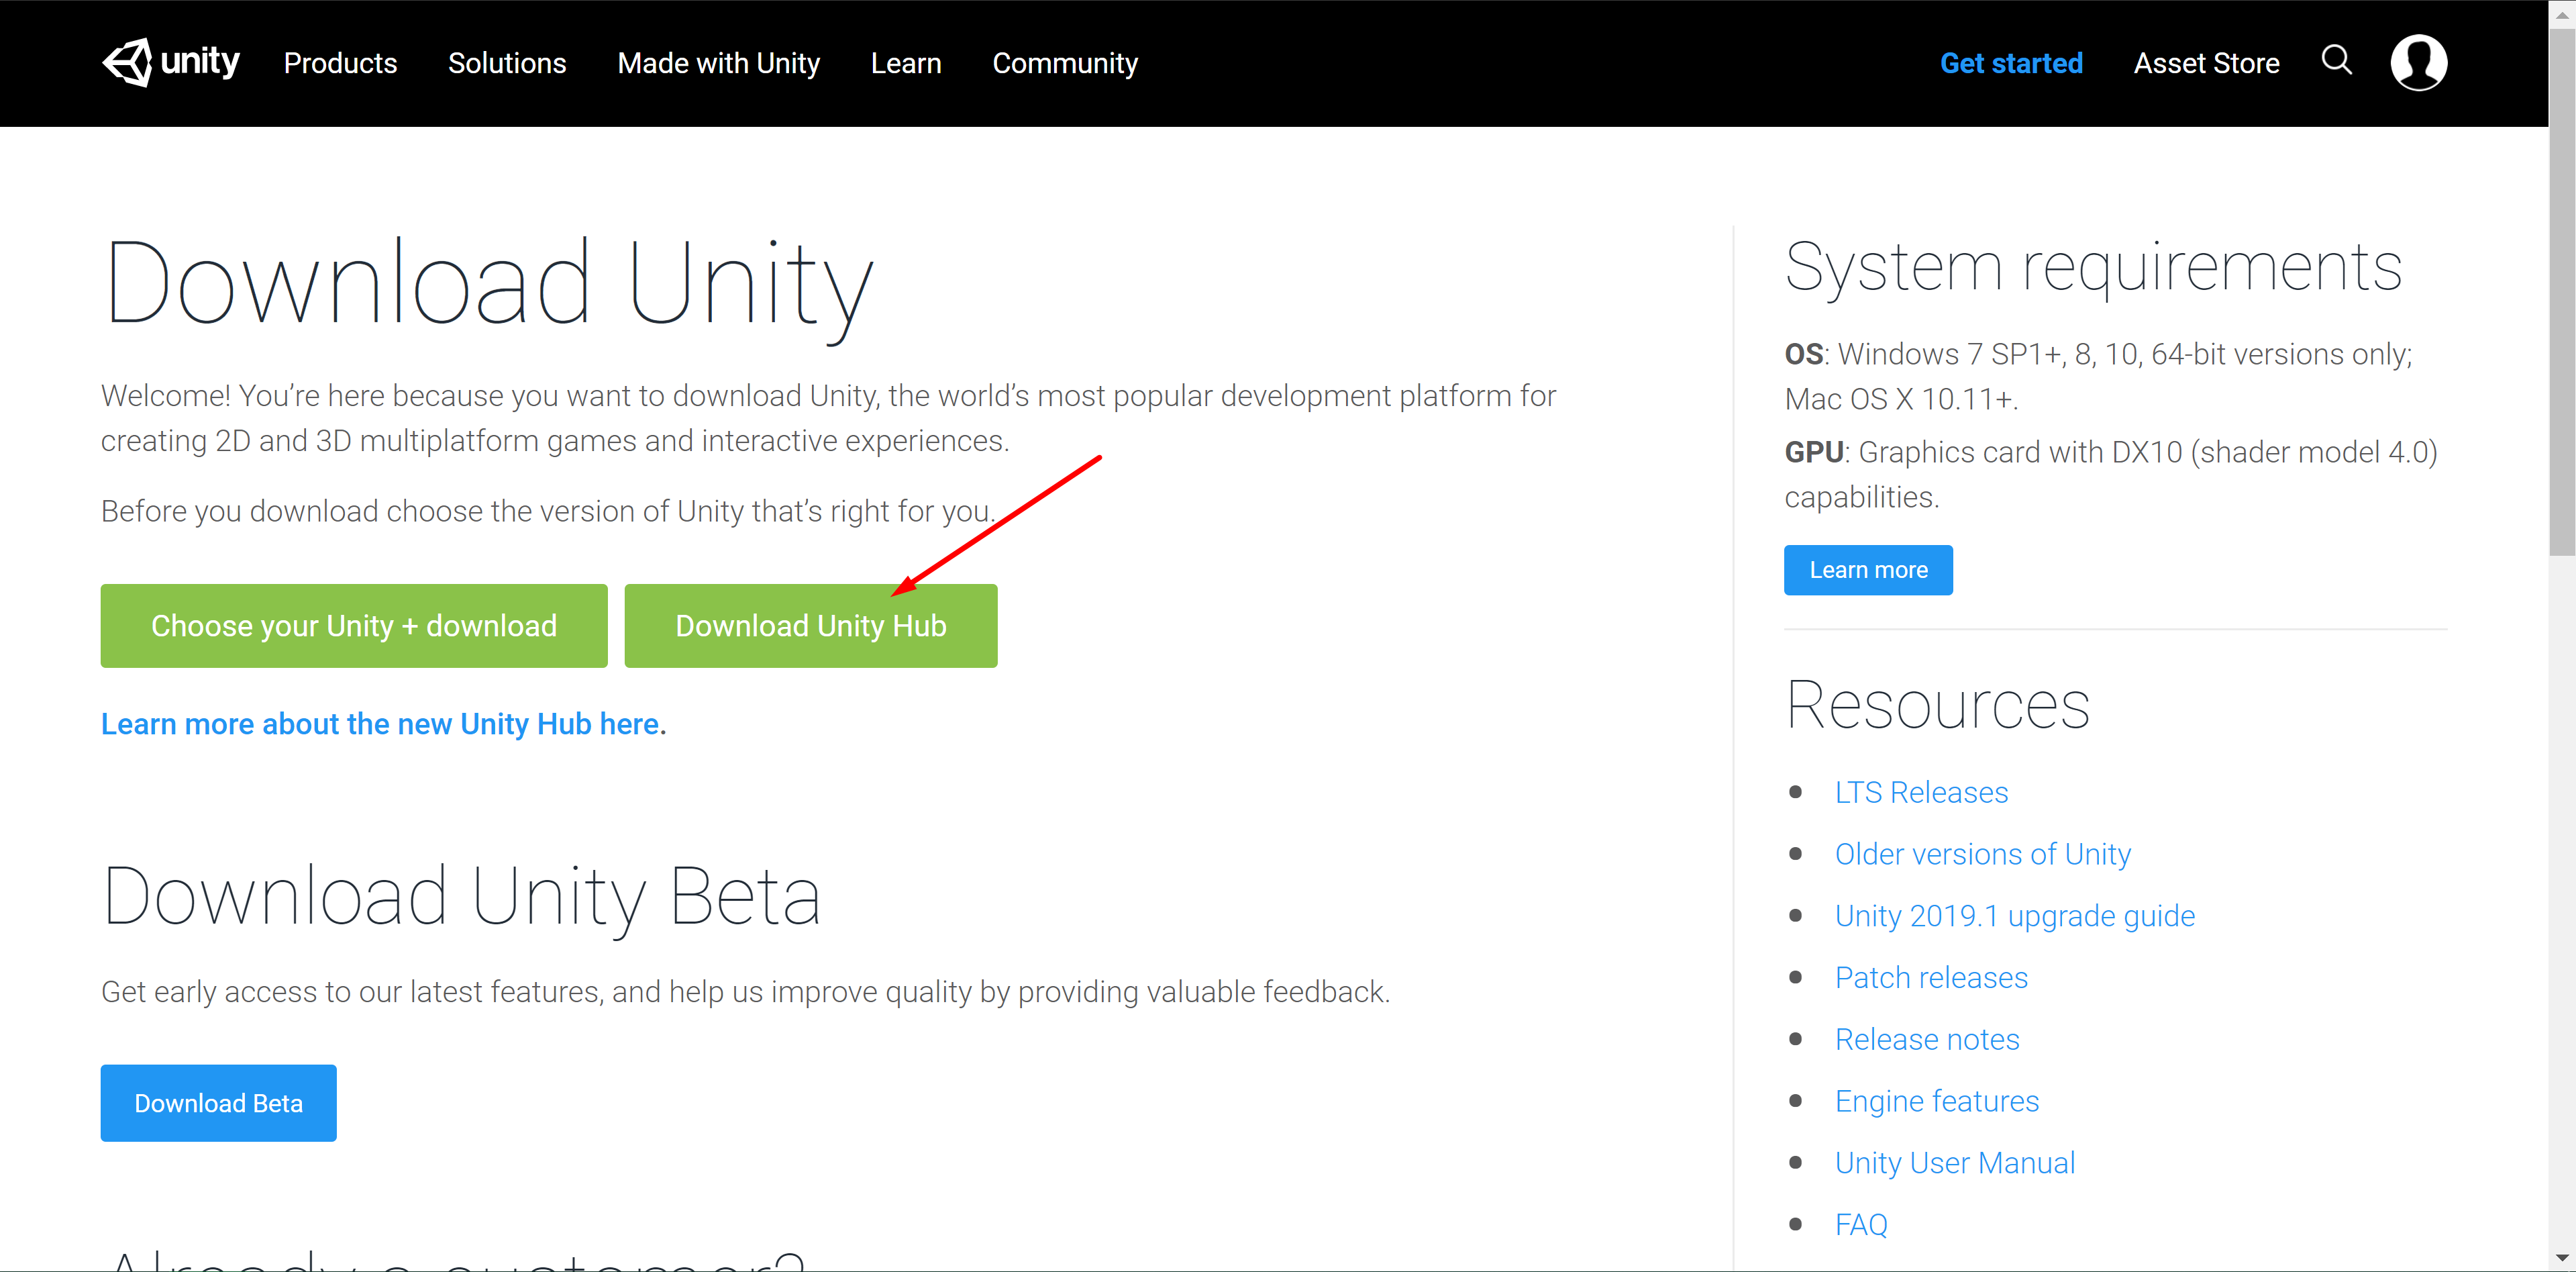 unity Products Solutions Made with Unity Learn Community Get started Asset Store
Download Unity
Welcome! You’re here because you want to download Unity, the world’s most popular development platform for
creating 2D and 3D multiplatform games and interactive experiences.
Before you download choose the version of Unity that’s right for you.
Choose your Unity + download Download Unity Hub
Learn more about the new Unity Hub here.
Download Unity Beta
Get early access to our latest features, and help us improve quality by providing valuable feedback.
Download Beta
Already a customer?
System requirements
OS: Windows 7 SP1+, 8, 10, 64-bit versions only;
Mac OS X 10.11+.
GPU: Graphics card with DX10 (shader model 4.0)
capabilities.
Learn more
Resources
LTS Releases
Older versions of Unity
Unity 2019.1 upgrade guide
Patch releases
Release notes
Engine features
Unity User Manual
FAQ